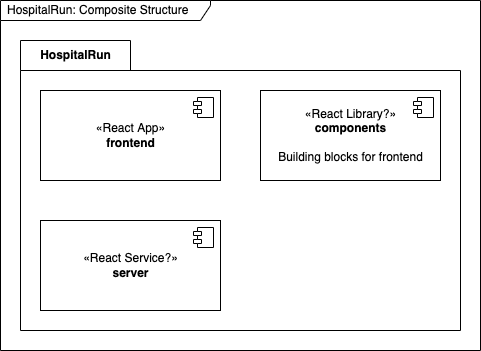 HospitalRun: Composite Structure
HospitalRun
«React App»
frontend
«React Library?»
components
Building blocks for frontend
«React Service?»
server